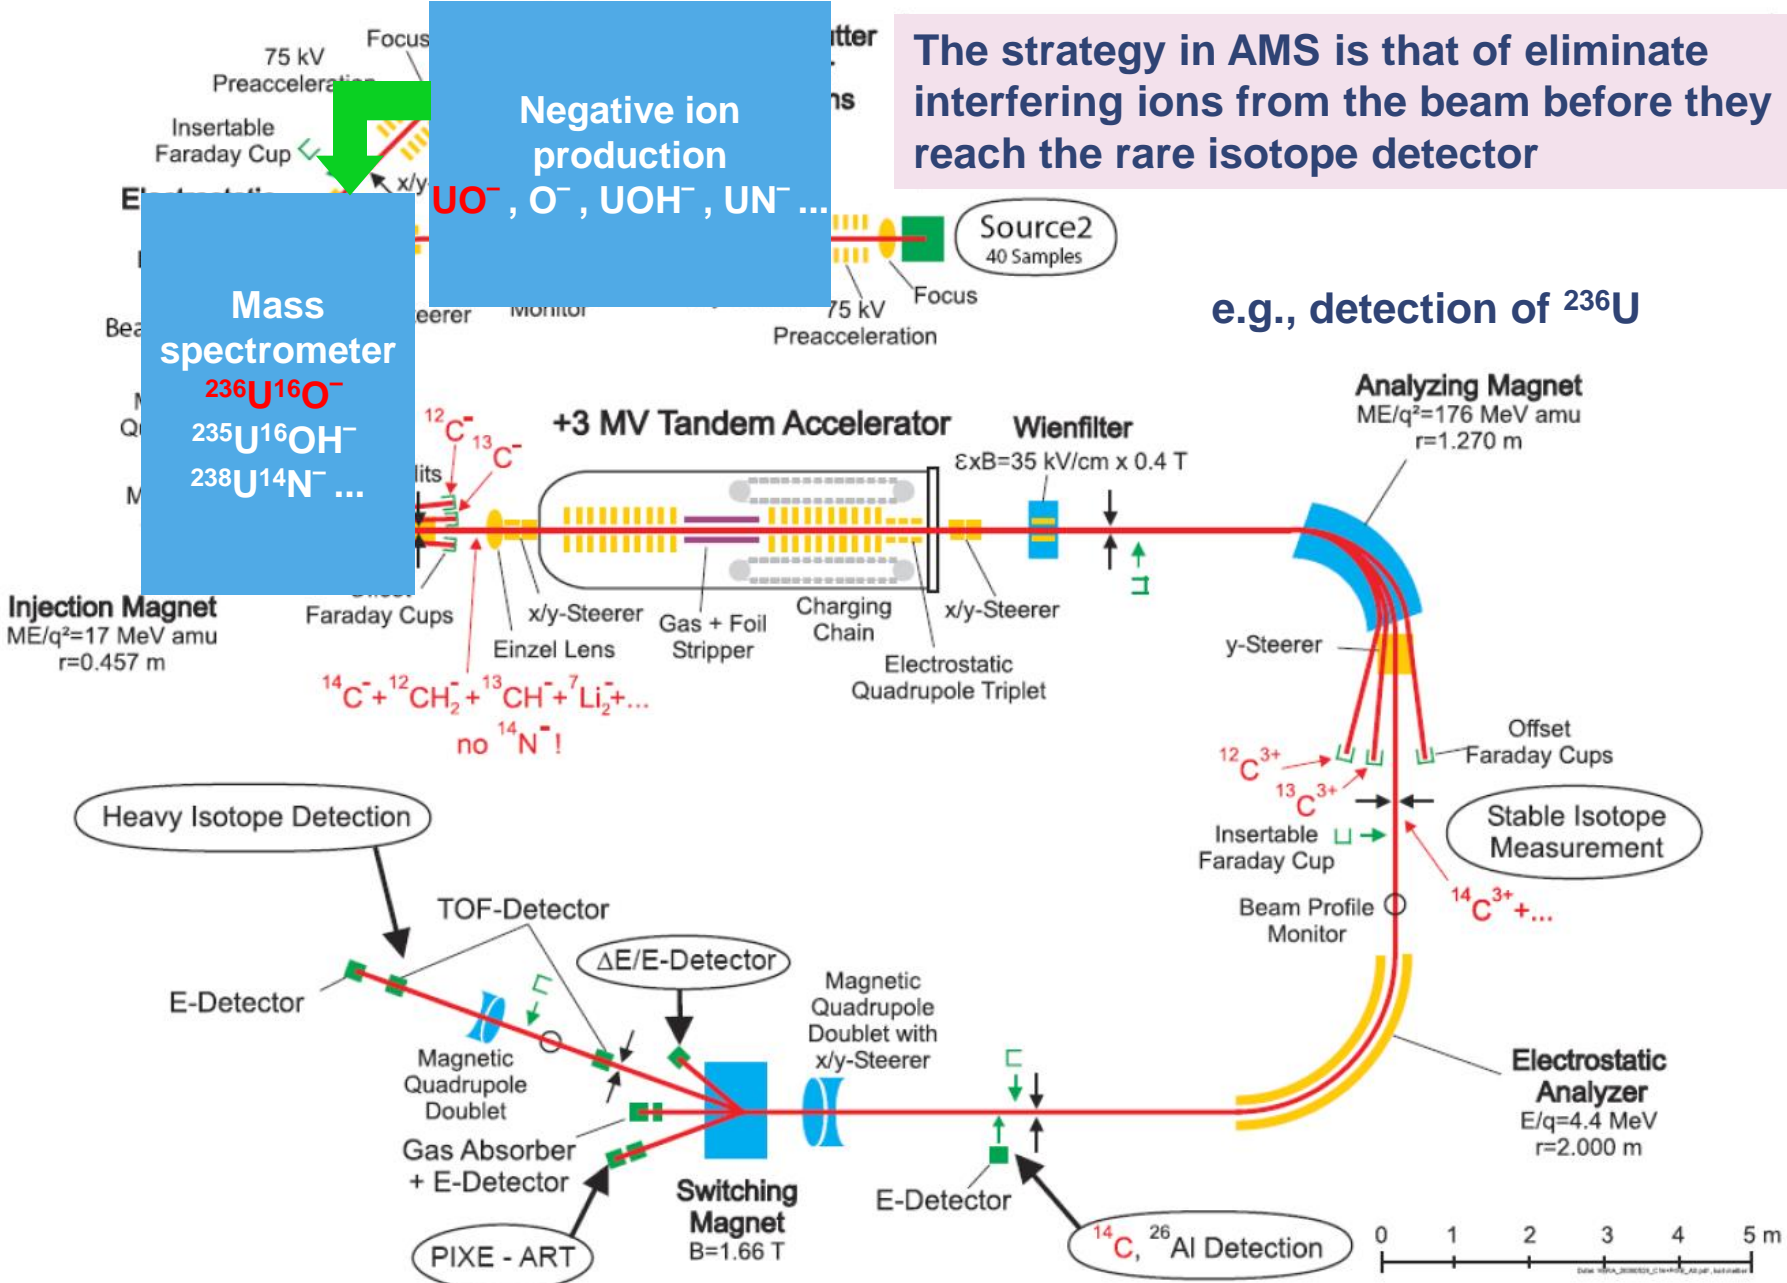 The strategy in AMS is that of eliminate
interfering ions from the beam before they
reach the rare isotope detector
e.g., detection of ²³⁶U
Negative ion
production
UO⁻ , O⁻ , UOH⁻ , UN⁻ ...
Mass
spectrometer
²³⁶U¹⁶O⁻
²³⁵U¹⁶OH⁻
²³⁸U¹⁴N⁻ ...
75 kV
Focus
Insertable
Faraday Cup
Source2
40 Samples
Focus
75 kV
Preacceleration
Injection Magnet
ME/q²=17 MeV amu
r=0.457 m
¹²C⁻
¹³C⁻
Faraday Cups
x/y-Steerer
Einzel Lens
¹⁴C⁻+¹²CH₂⁻+¹³CH⁻+⁷Li₂⁻+...
no ¹⁴N⁻!
+3 MV Tandem Accelerator
Gas + Foil
Stripper
Charging
Chain
Electrostatic
Quadrupole Triplet
x/y-Steerer
Wienfilter
ƐxB=35 kV/cm x 0.4 T
Analyzing Magnet
ME/q²=176 MeV amu
r=1.270 m
y-Steerer
Offset
Faraday Cups
¹²C³⁺
¹³C³⁺
Insertable
Faraday Cup
Stable Isotope
Measurement
¹⁴C³⁺+...
Beam Profile
Monitor
Electrostatic
Analyzer
E/q=4.4 MeV
r=2.000 m
Heavy Isotope Detection
TOF-Detector
E-Detector
ΔE/E-Detector
Magnetic
Quadrupole
Doublet
Magnetic
Quadrupole
Doublet with
x/y-Steerer
Gas Absorber
+ E-Detector
PIXE - ART
Switching
Magnet
B=1.66 T
E-Detector
¹⁴C, ²⁶Al Detection
0 1 2 3 4 5 m